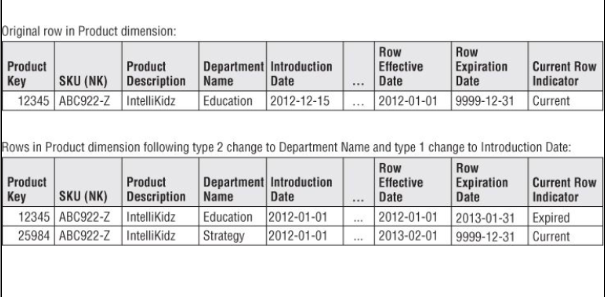 Original row in Product dimension:
Product Key SKU (NK) Product Description Department Name Introduction Date ... Row Effective Date Row Expiration Date Current Row Indicator
12345 ABC922-Z IntelliKidz Education 2012-12-15 ... 2012-01-01 9999-12-31 Current
Rows in Product dimension following type 2 change to Department Name and type 1 change to Introduction Date:
Product Key SKU (NK) Product Description Department Name Introduction Date ... Row Effective Date Row Expiration Date Current Row Indicator
12345 ABC922-Z IntelliKidz Education 2012-01-01 ... 2012-01-01 2013-01-31 Expired
25984 ABC922-Z IntelliKidz Strategy 2012-01-01 ... 2013-02-01 9999-12-31 Current